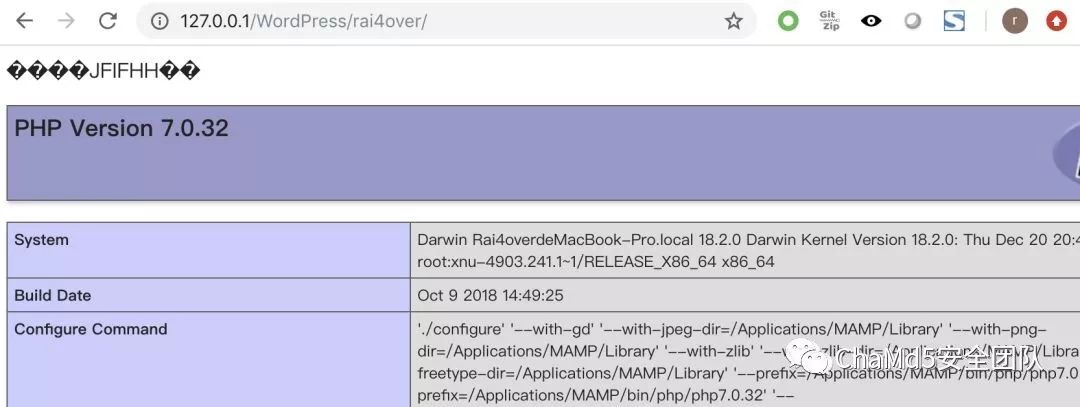 127.0.0.1/WordPress/rai4over/
Git
Zip
S
r
����JFIFHH��
PHP Version 7.0.32
System
Darwin Rai4overdeMacBook-Pro.local 18.2.0 Darwin Kernel Version 18.2.0: Thu Dec 20 20:4
root:xnu-4903.241.1~1/RELEASE_X86_64 x86_64
Build Date
Oct 9 2018 14:49:25
Configure Command
'./configure' '--with-gd' '--with-jpeg-dir=/Applications/MAMP/Library' '--with-png-
dir=/Applications/MAMP/Library' '--with-zlib'
freetype-dir=/Applications/MAMP/Library' '--prefix=/Applications/MAMP/bin/php/php7.0
prefix=/Applications/MAMP/bin/php/php7.0.32' '--
ChaMd5安全团队